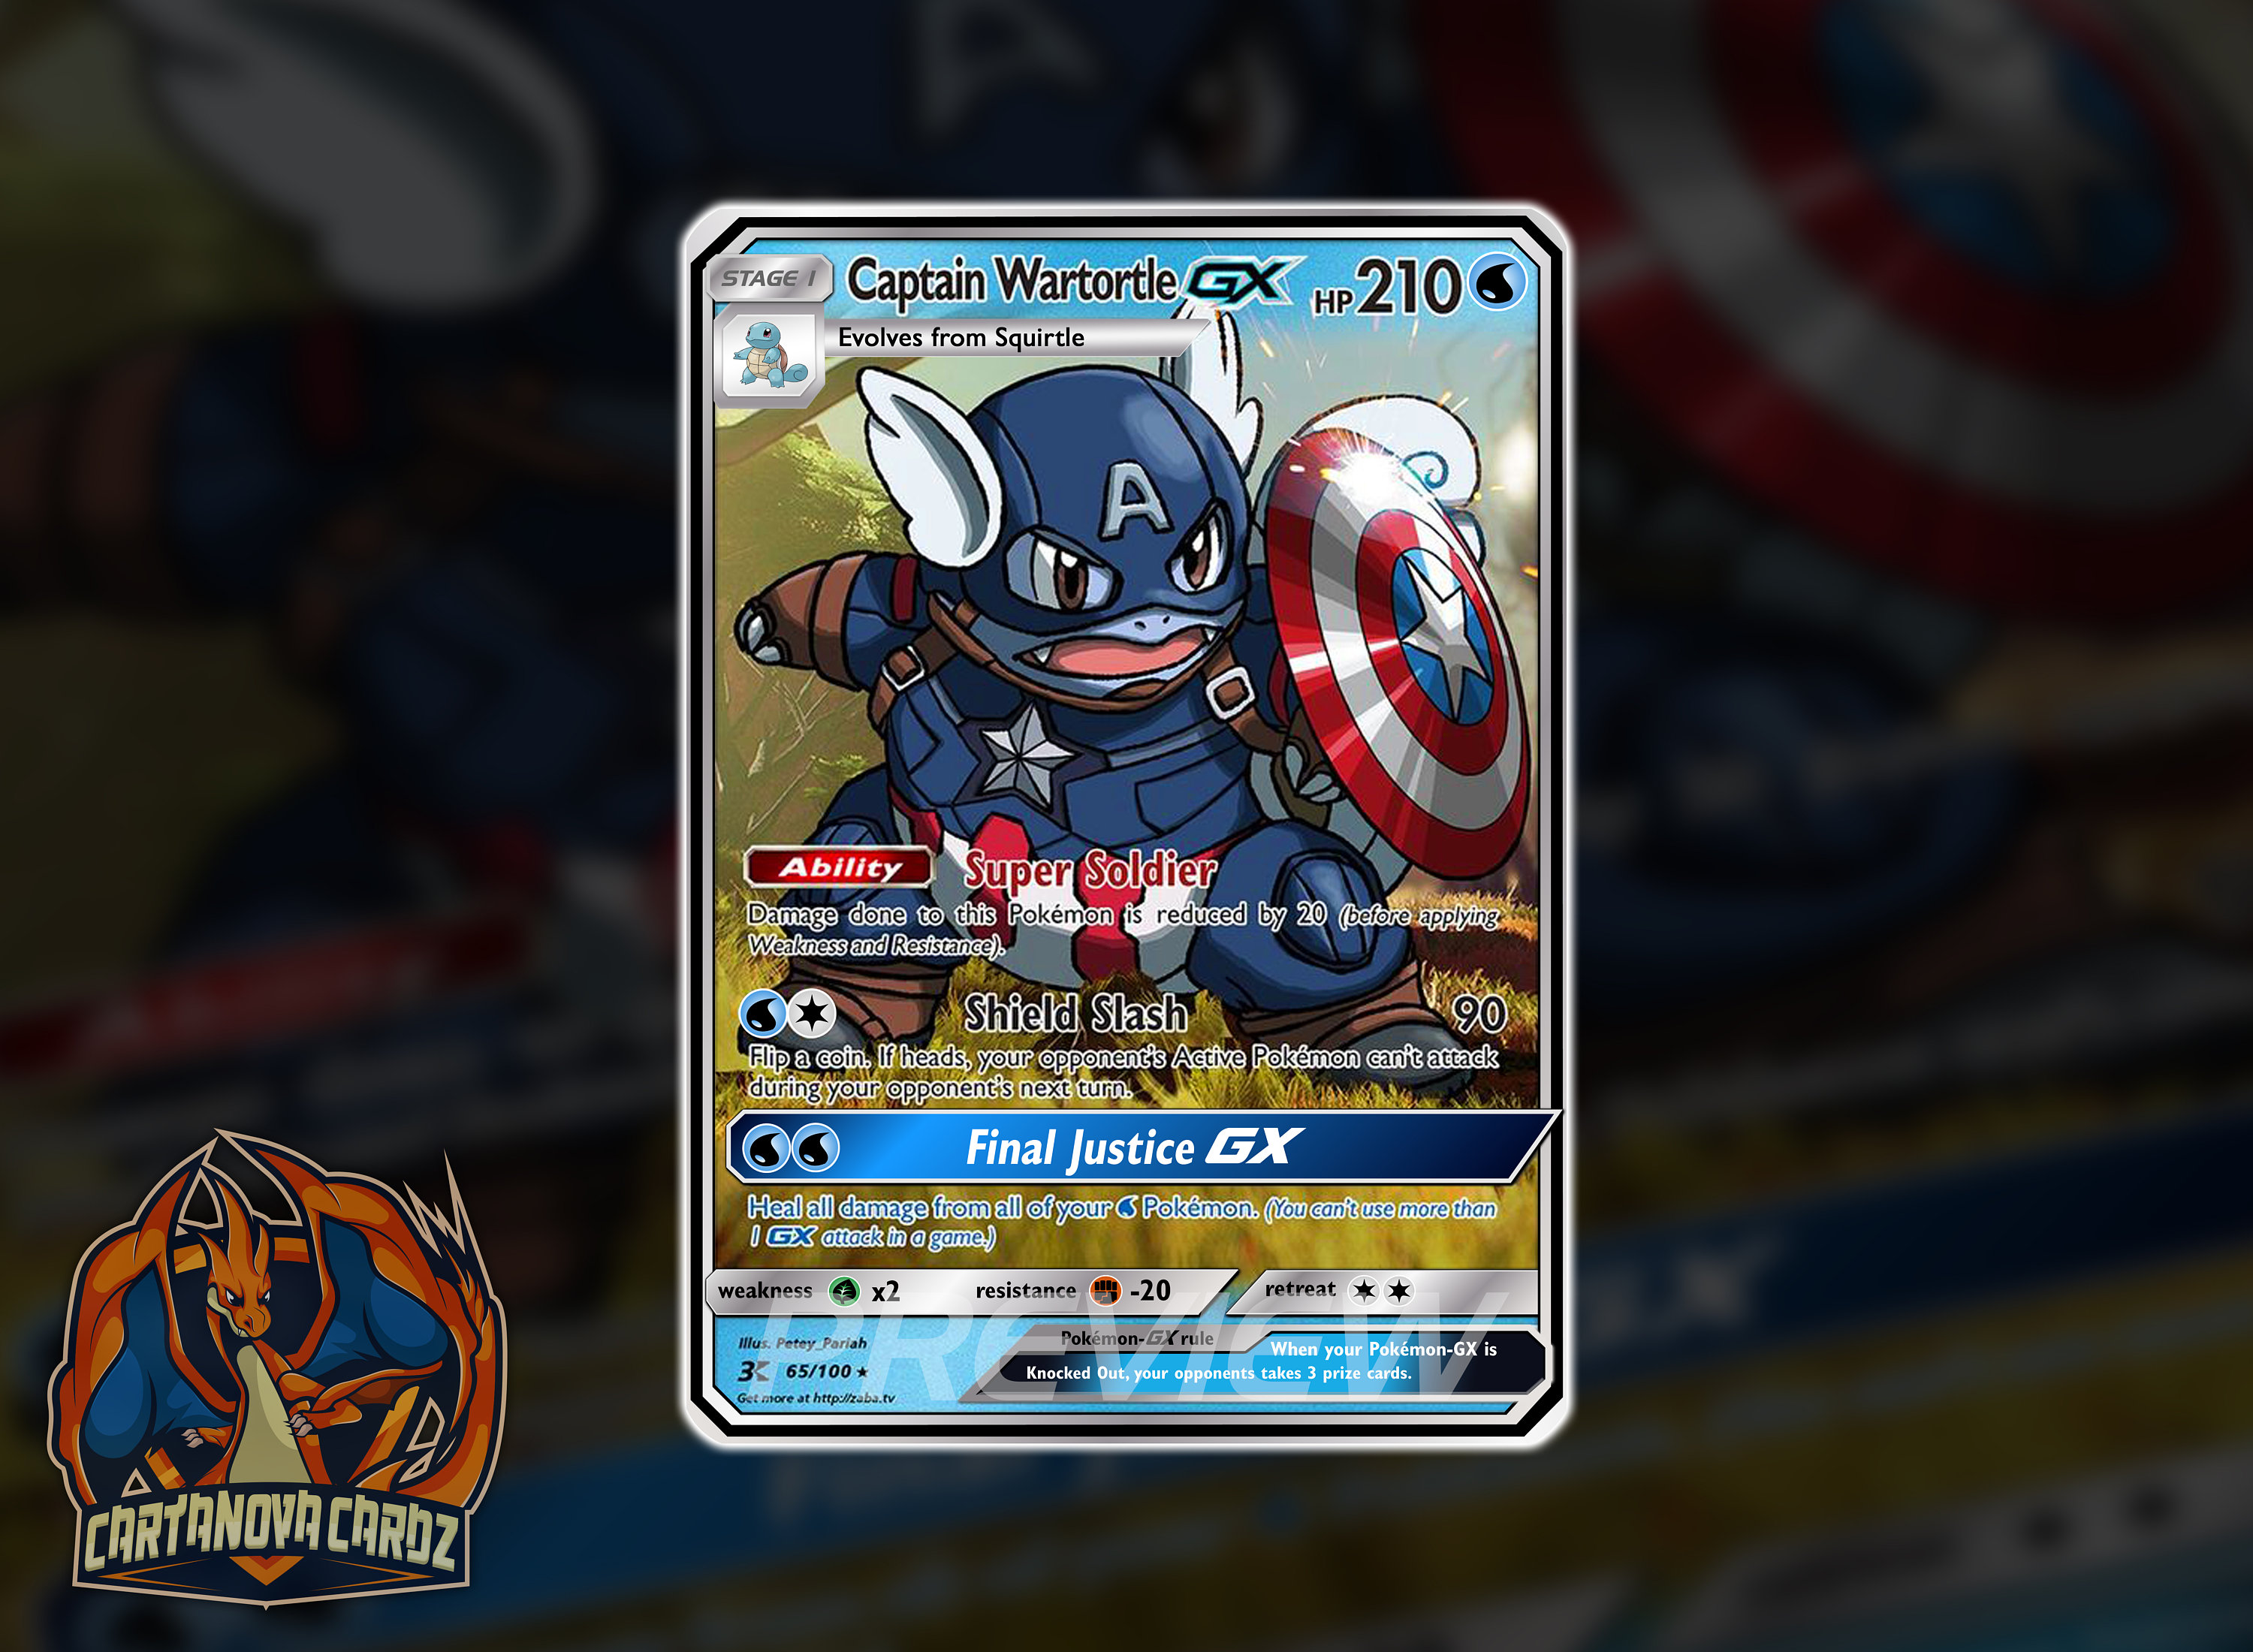 STAGE 1 Captain Wartortle GX HP 210
Evolves from Squirtle
A
Ability Super Soldier
Damage done to this Pokémon is reduced by 20 (before applying
Weakness and Resistance).
Shield Slash 90
Flip a coin. If heads, your opponent's Active Pokémon can't attack
during your opponent's next turn.
Final Justice GX
Heal all damage from all of your Pokémon. (You can't use more than
1 GX attack in a game.)
weakness x2 resistance -20 retreat
PREVIEW
Illus. Petey_Pariah
Pokémon-GX rule
When your Pokémon-GX is
Knocked Out, your opponents takes 3 prize cards.
3K 65/100
Get more at http://zaba.tv
CARTANOVA CARDZ